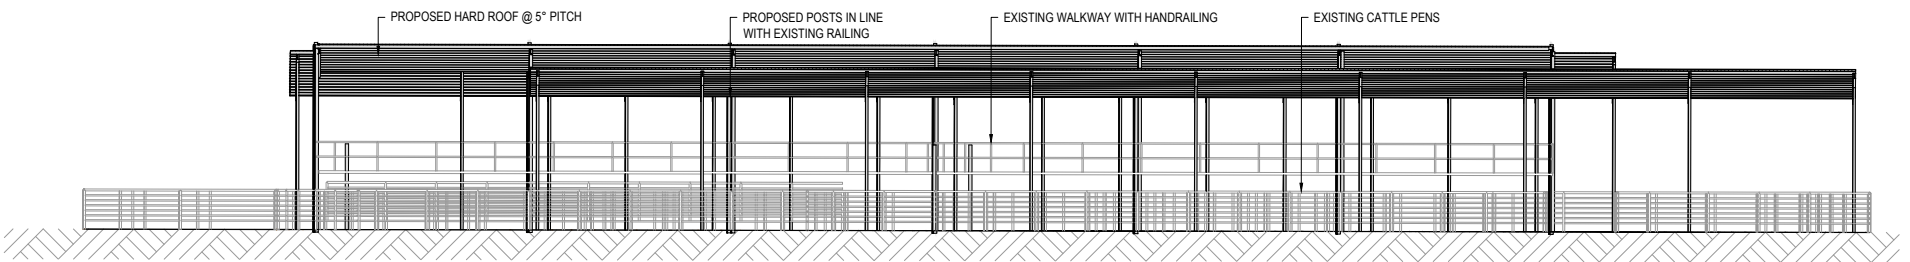 PROPOSED HARD ROOF @ 5° PITCH
PROPOSED POSTS IN LINE
WITH EXISTING RAILING
EXISTING WALKWAY WITH HANDRAILING
EXISTING CATTLE PENS